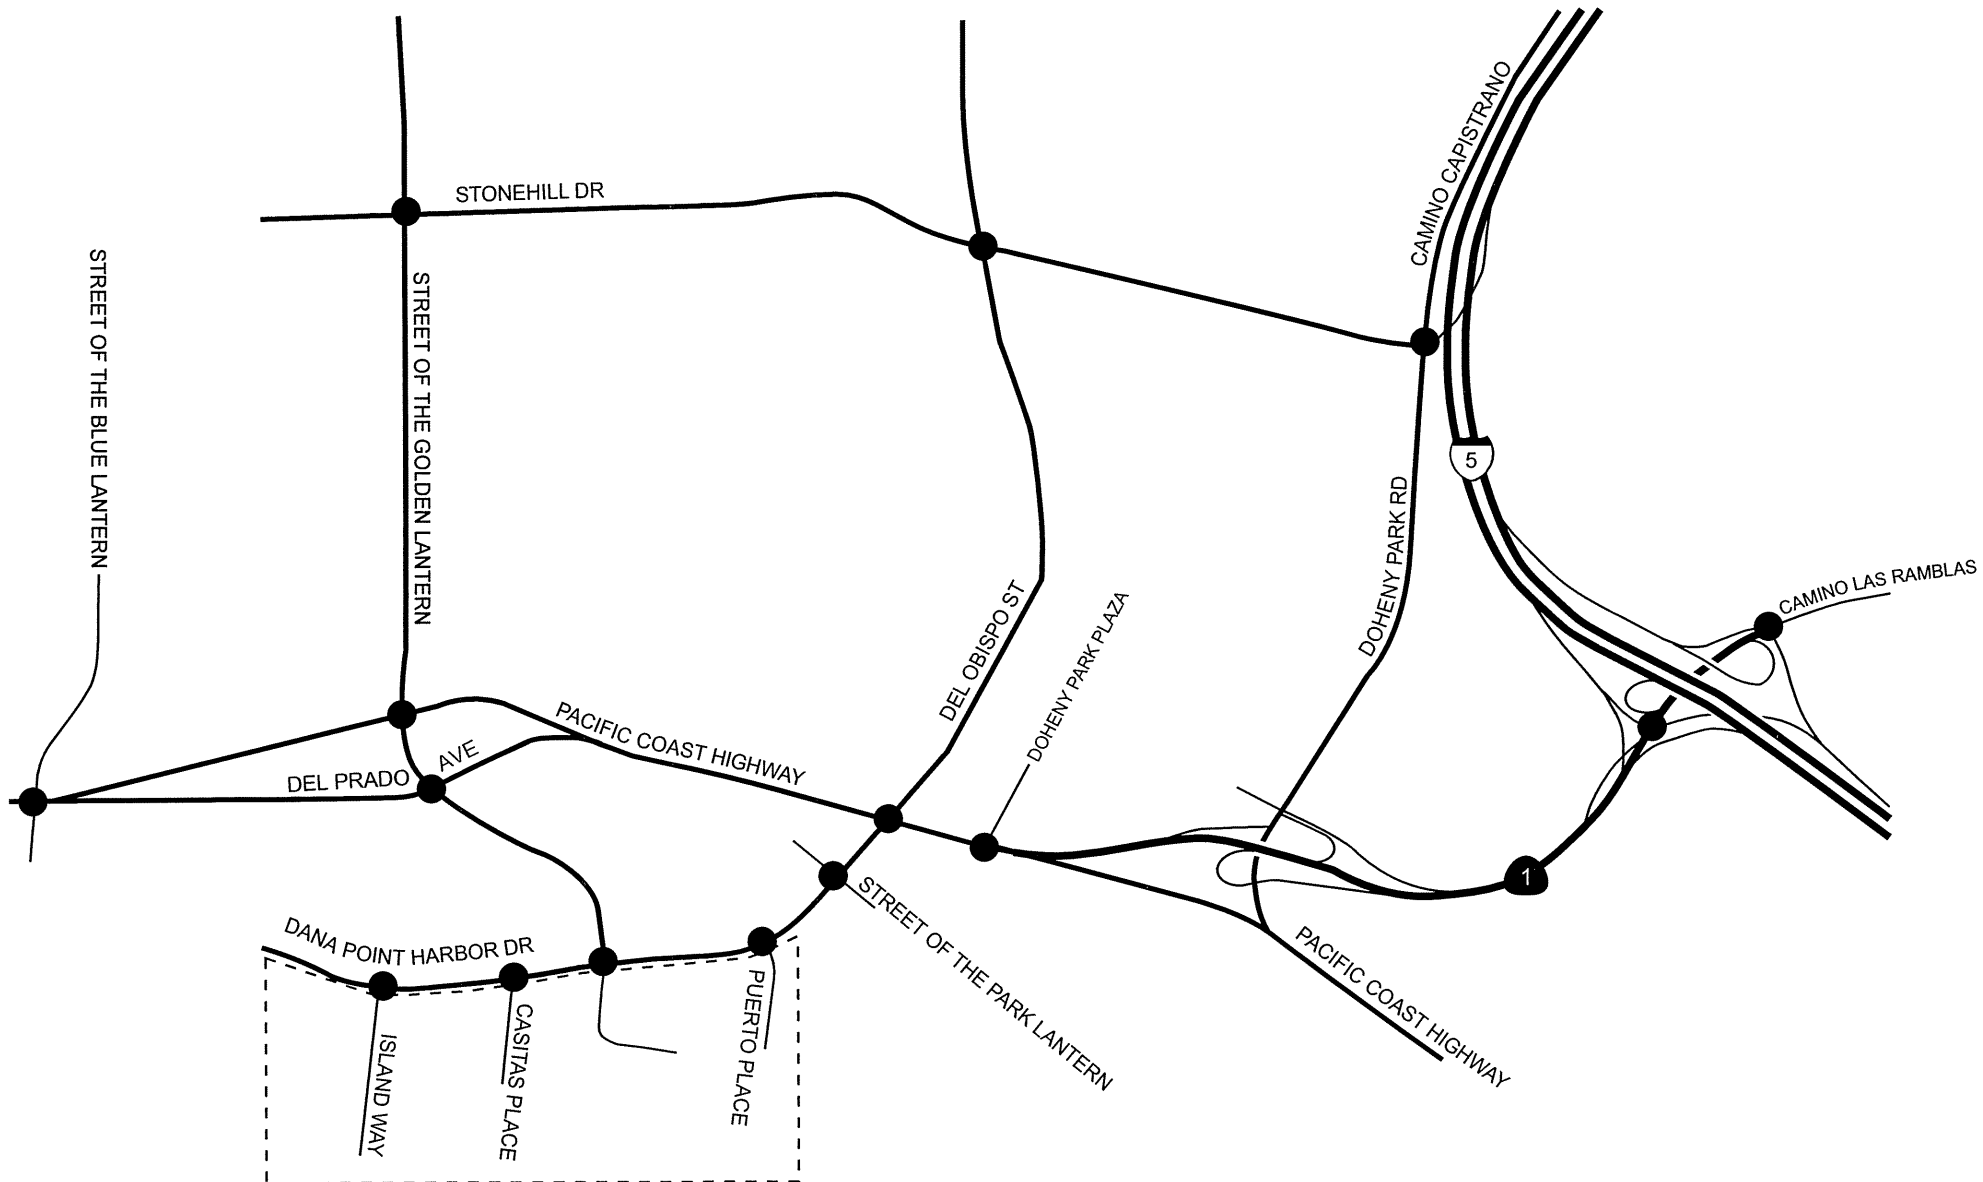 CAMINO CAPISTRANO
STONEHILL DR
STREET OF THE BLUE LANTERN
STREET OF THE GOLDEN LANTERN
5
DOHENY PARK RD
CAMINO LAS RAMBLAS
DEL OBISPO ST
DOHENY PARK PLAZA
PACIFIC COAST HIGHWAY
DEL PRADO AVE
1
STREET OF THE PARK LANTERN
DANA POINT HARBOR DR
PACIFIC COAST HIGHWAY
PUERTO PLACE
CASITAS PLACE
ISLAND WAY